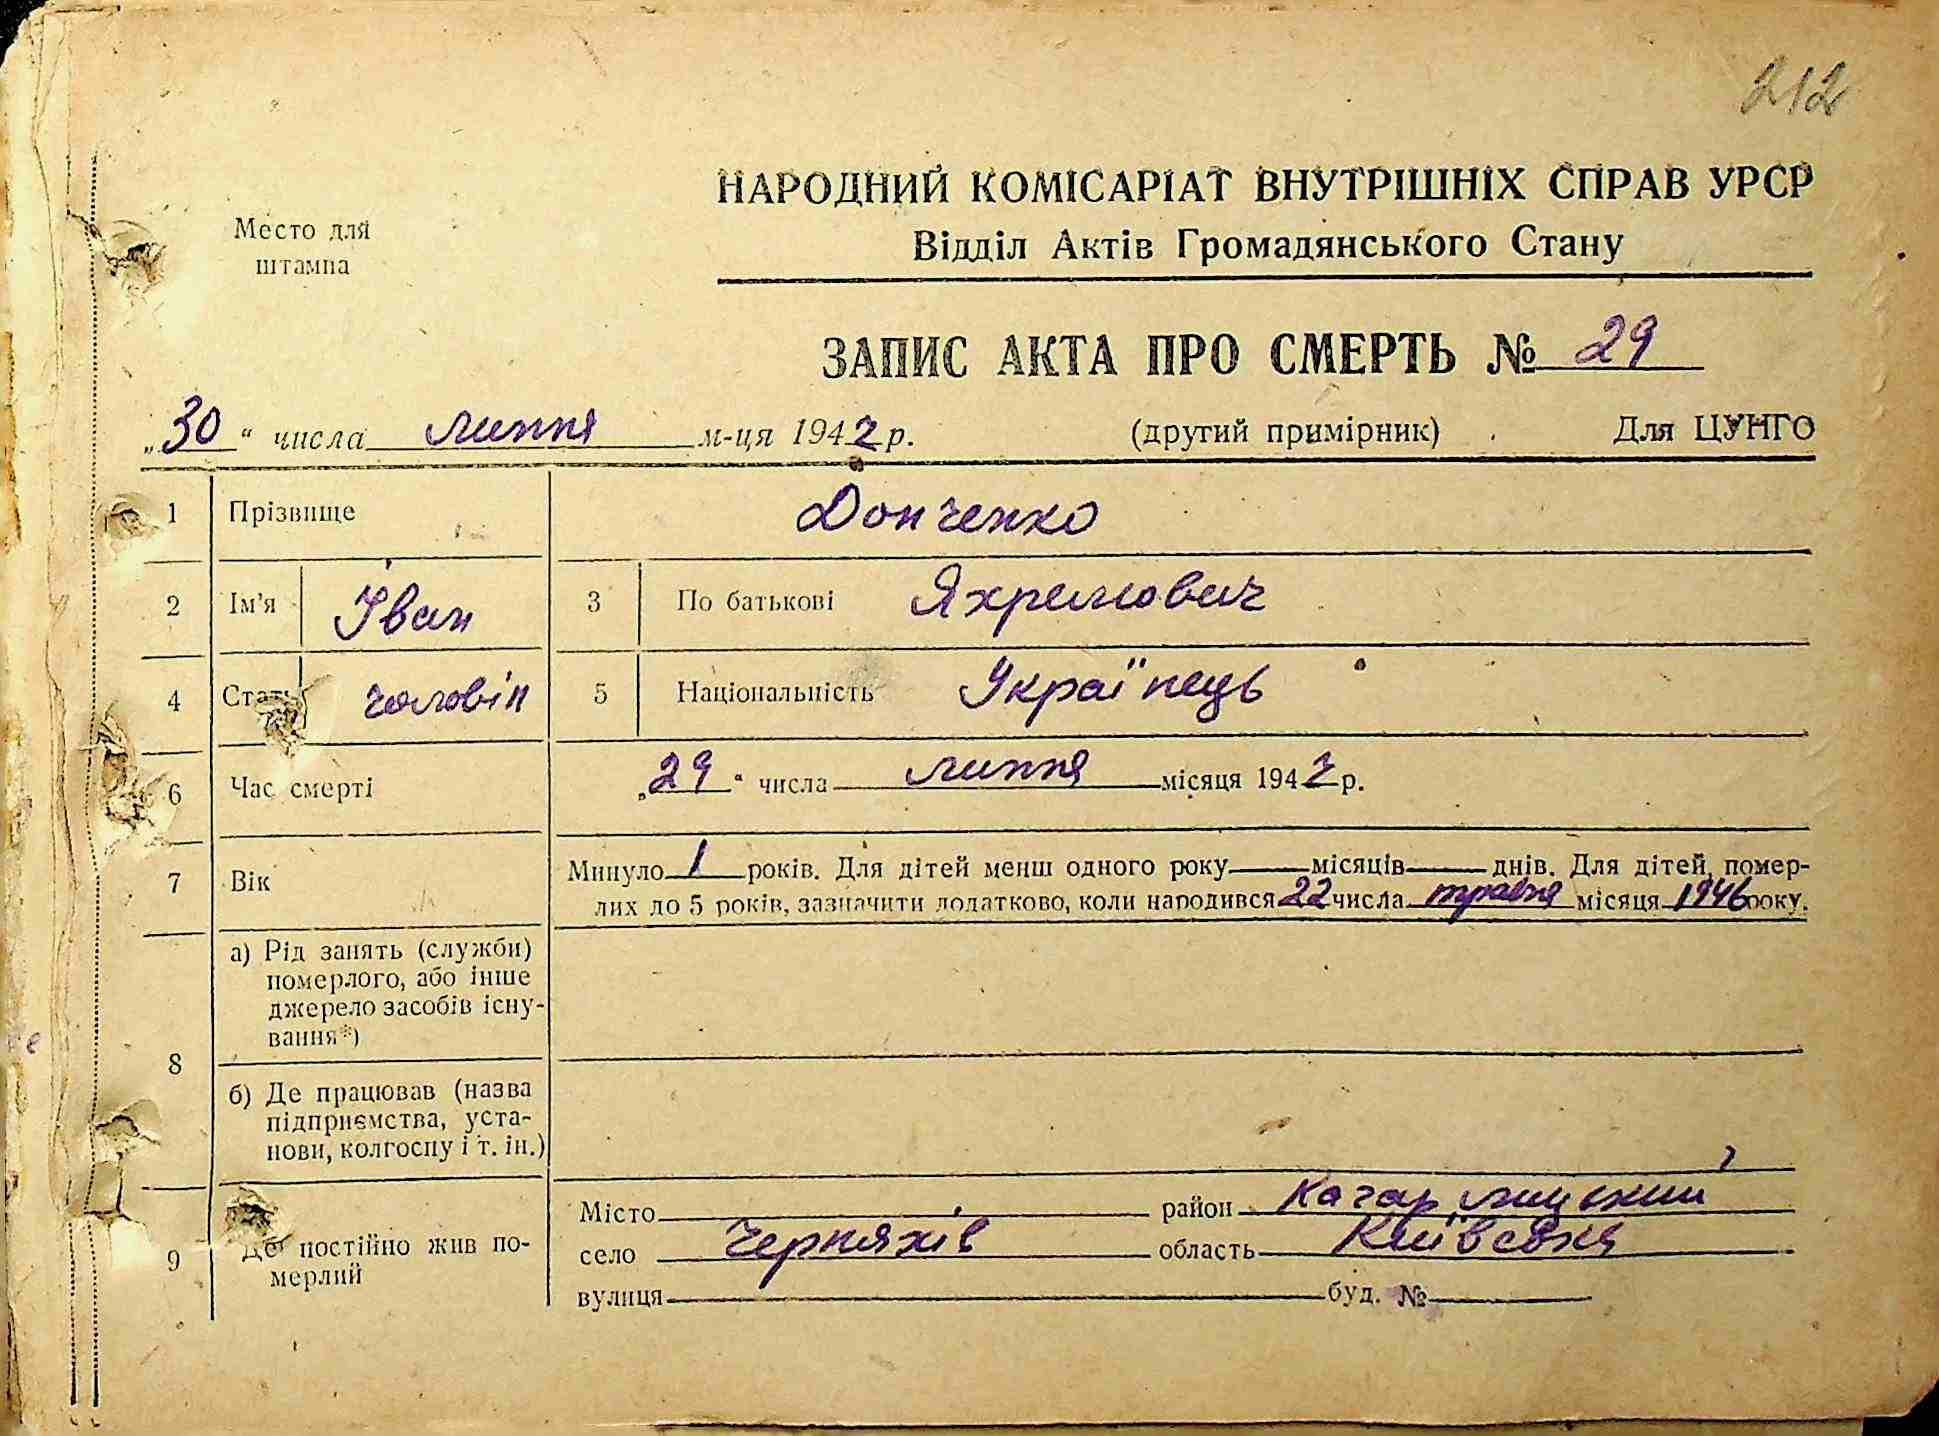 212
НАРОДНИЙ КОМІСАРІАТ ВНУТРІШНІХ СПРАВ УРСР
Відділ Актів Громадянського Стану
Место для
штампа
ЗАПИС АКТА ПРО СМЕРТЬ № 29
„30“ числа липня м-ця 1942 р. (другий примірник) Для ЦУНГО
1 Прізвище Донченко
2 Ім'я Іван 3 По батькові Яхремович
4 Стать чоловіч 5 Національність Українець
6 Час смерті „29“ числа липня місяця 1947 р.
7 Вік Минуло 1 років. Для дітей менш одного року — місяців — днів. Для дітей, помер-
лих до 5 років, зазначити додатково, коли народився 22 числа травня місяця 1946 року.
8 а) Рід занять (служби)
померлого, або інше
джерело засобів існу-
вання*)
б) Де працював (назва
підприємства, уста-
нови, колгоспу і т. ін.)
9 Де постійно жив по-
мерлий
Місто район Кагарлицький
село Черняхів область Київська
вулиця буд. №